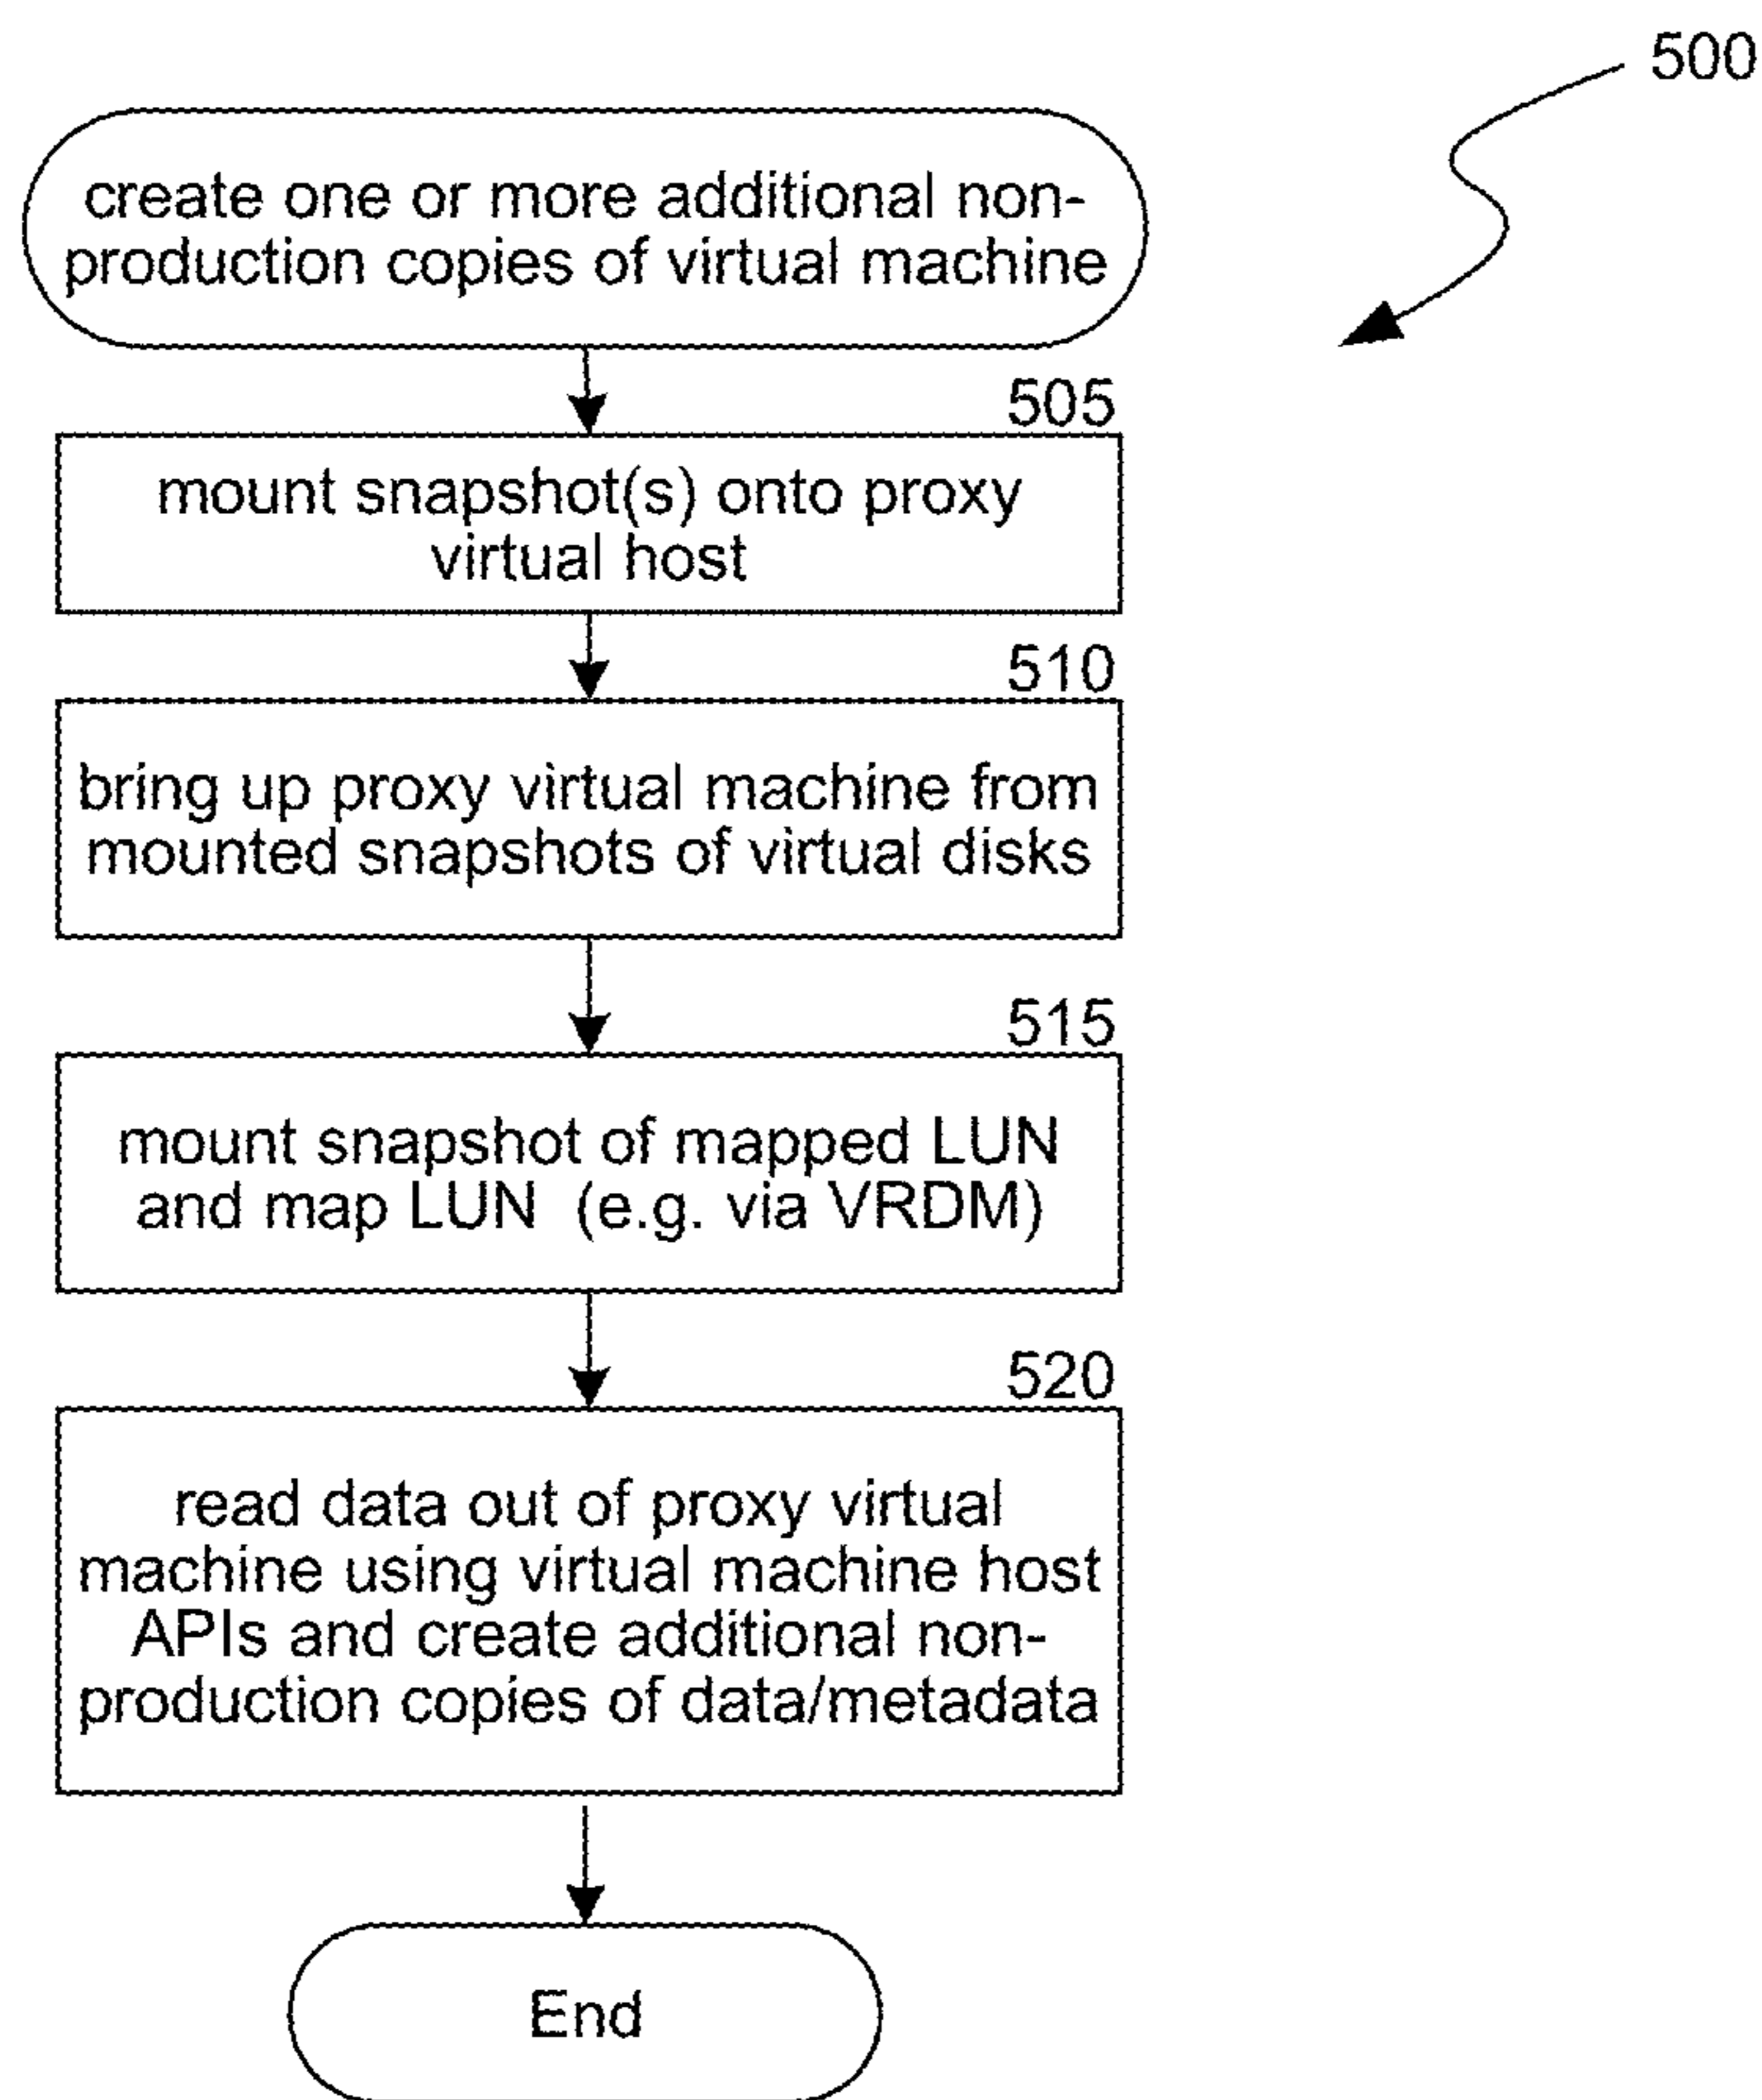 500
create one or more additional non-
production copies of virtual machine
505
mount snapshot(s) onto proxy
virtual host
510
bring up proxy virtual machine from
mounted snapshots of virtual disks
515
mount snapshot of mapped LUN
and map LUN (e.g. via VRDM)
520
read data out of proxy virtual
machine using virtual machine host
APIs and create additional non-
production copies of data/metadata
End